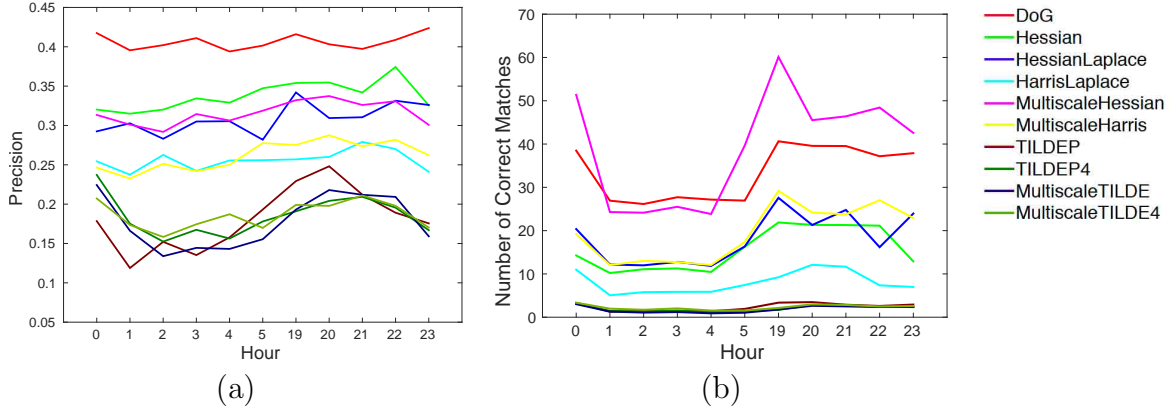 0.45
0.4
0.35
0.3
0.25
0.2
0.15
0.1
0.05
Precision
0 1 2 3 4 5 19 20 21 22 23
Hour
(a)
70
60
50
40
30
20
10
0
Number of Correct Matches
0 1 2 3 4 5 19 20 21 22 23
Hour
(b)
DoG
Hessian
HessianLaplace
HarrisLaplace
MultiscaleHessian
MultiscaleHarris
TILDEP
TILDEP4
MultiscaleTILDE
MultiscaleTILDE4